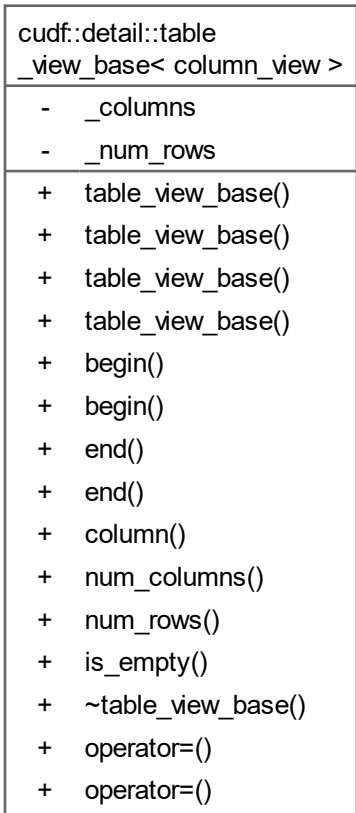 cudf::detail::table
_view_base< column_view >
- _columns
- _num_rows
+ table_view_base()
+ table_view_base()
+ table_view_base()
+ table_view_base()
+ begin()
+ begin()
+ end()
+ end()
+ column()
+ num_columns()
+ num_rows()
+ is_empty()
+ ~table_view_base()
+ operator=()
+ operator=()